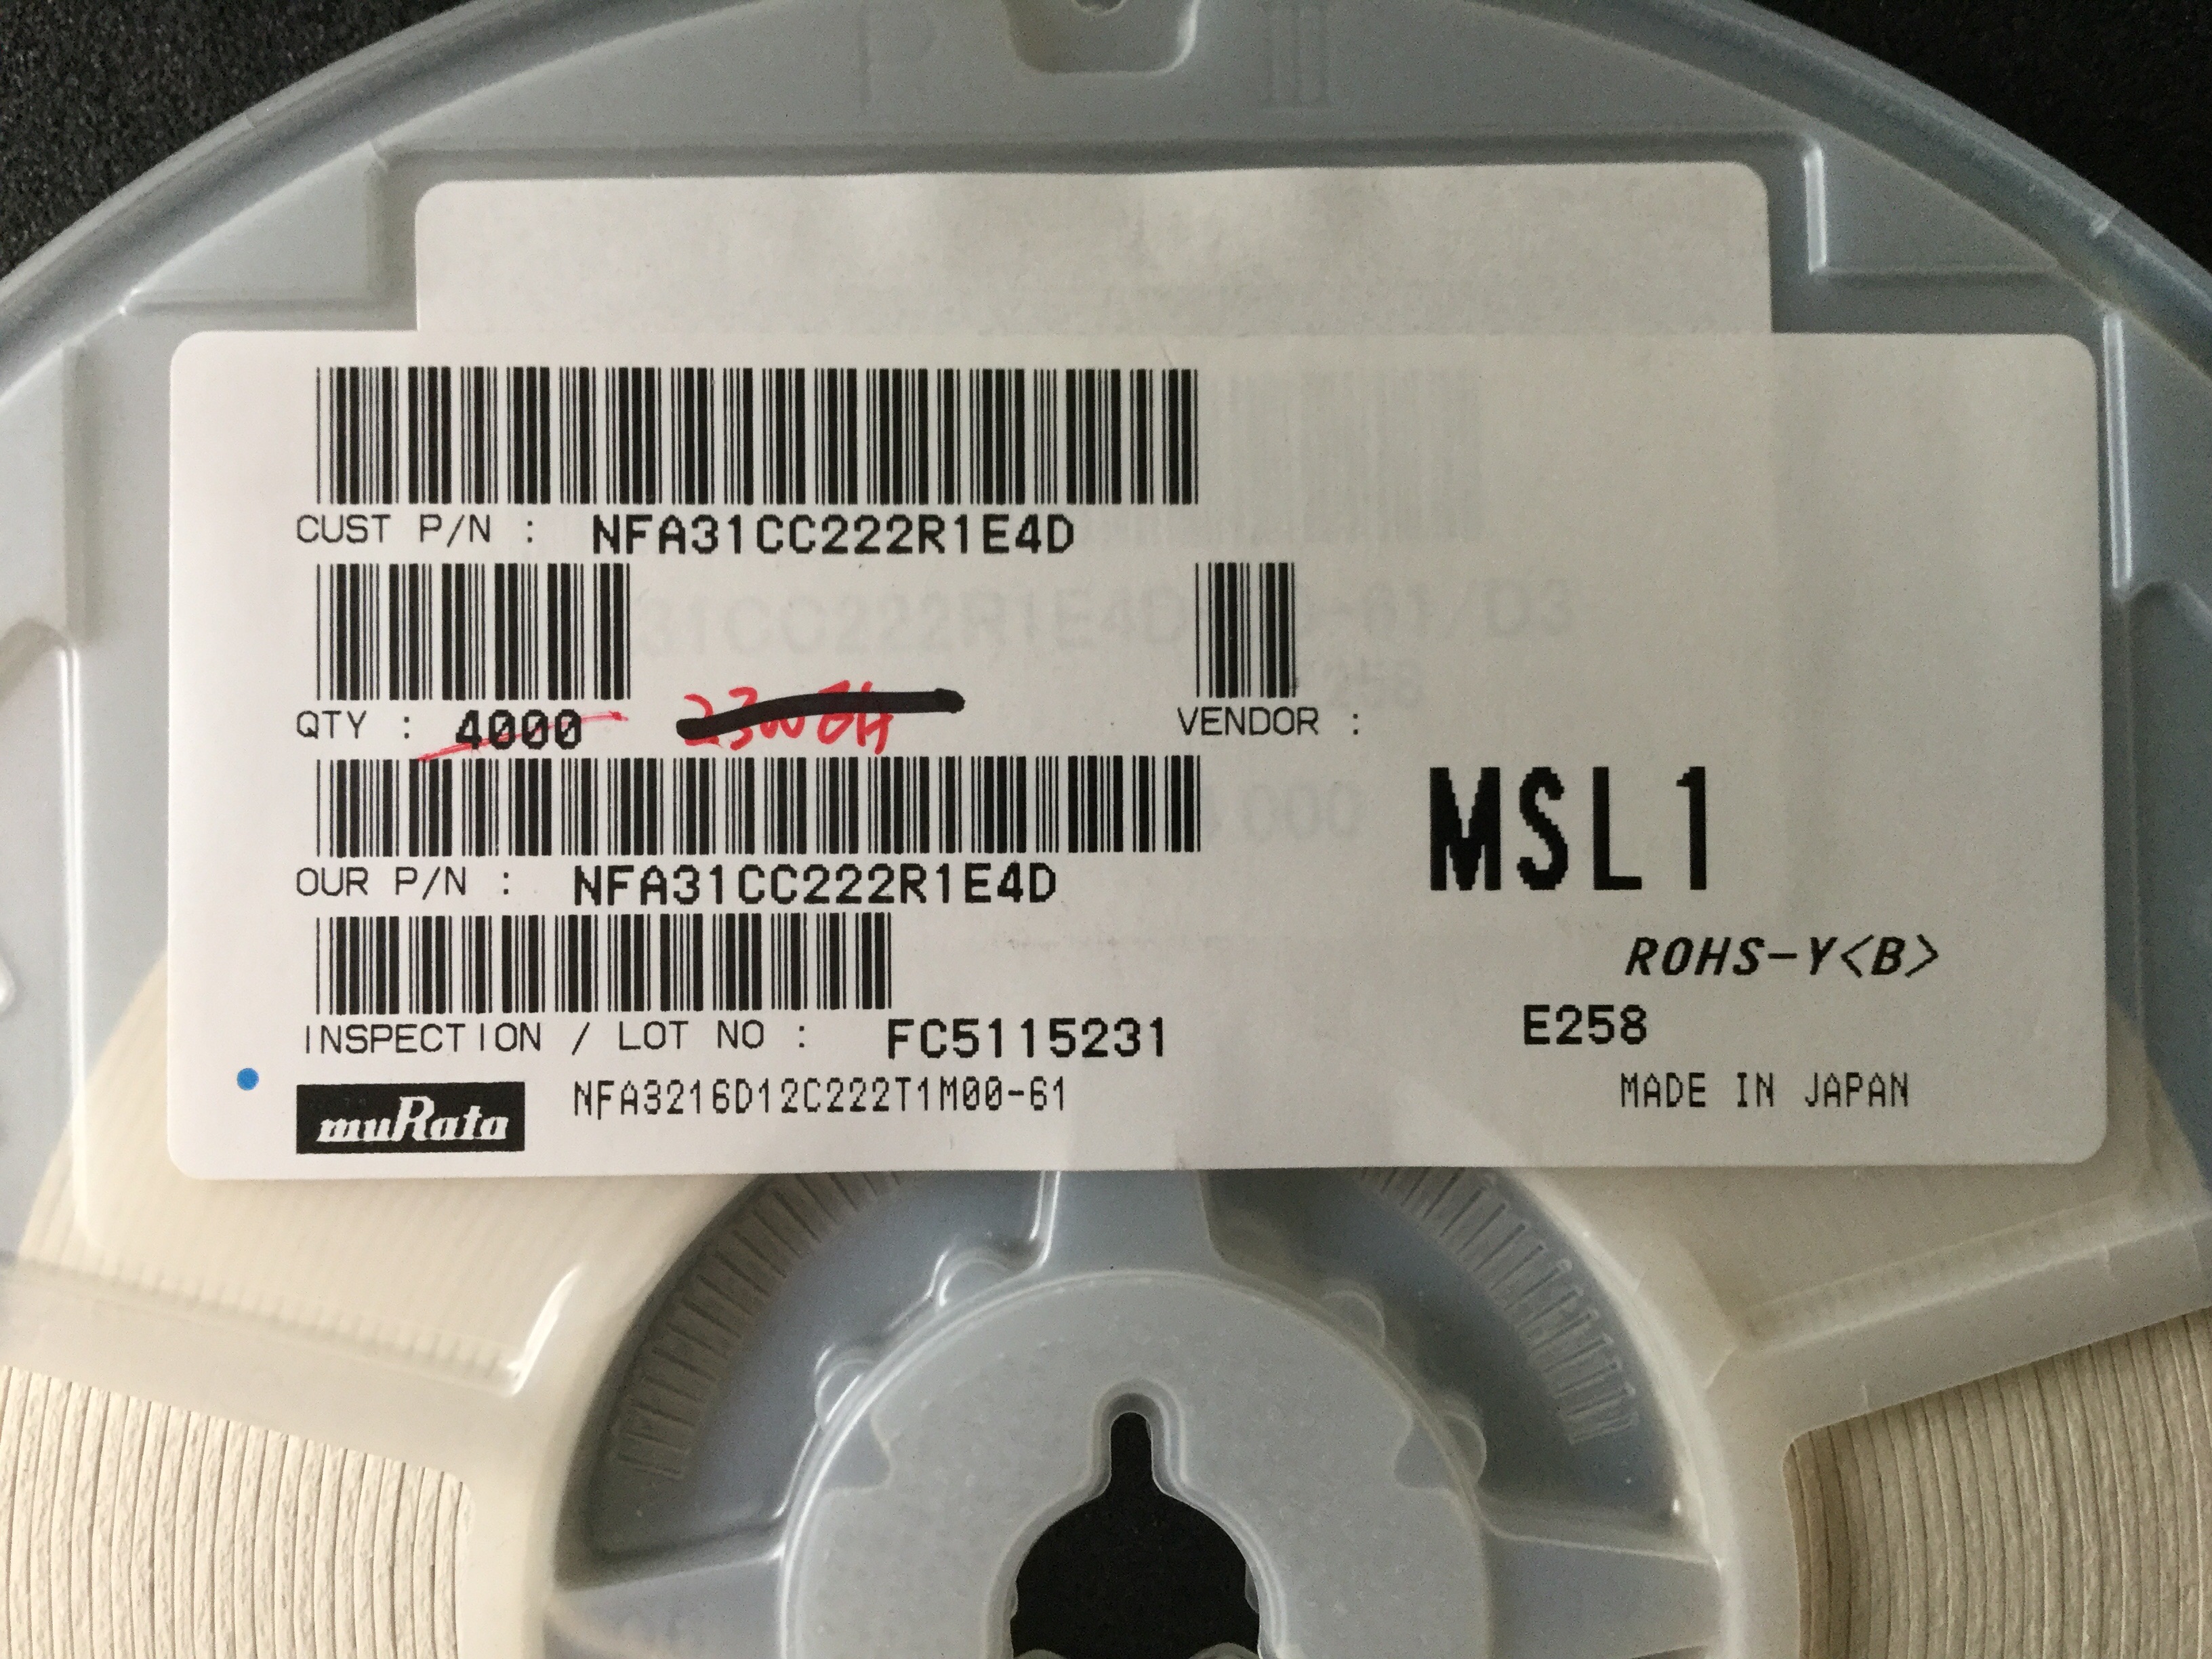 CUST P/N : NFA31CC222R1E4D
QTY : 4000
VENDOR :
OUR P/N : NFA31CC222R1E4D
MSL1
ROHS-Y<B>
INSPECTION / LOT NO : FC5115231
E258
muRata NFA3216D12C222T1M00-61
MADE IN JAPAN